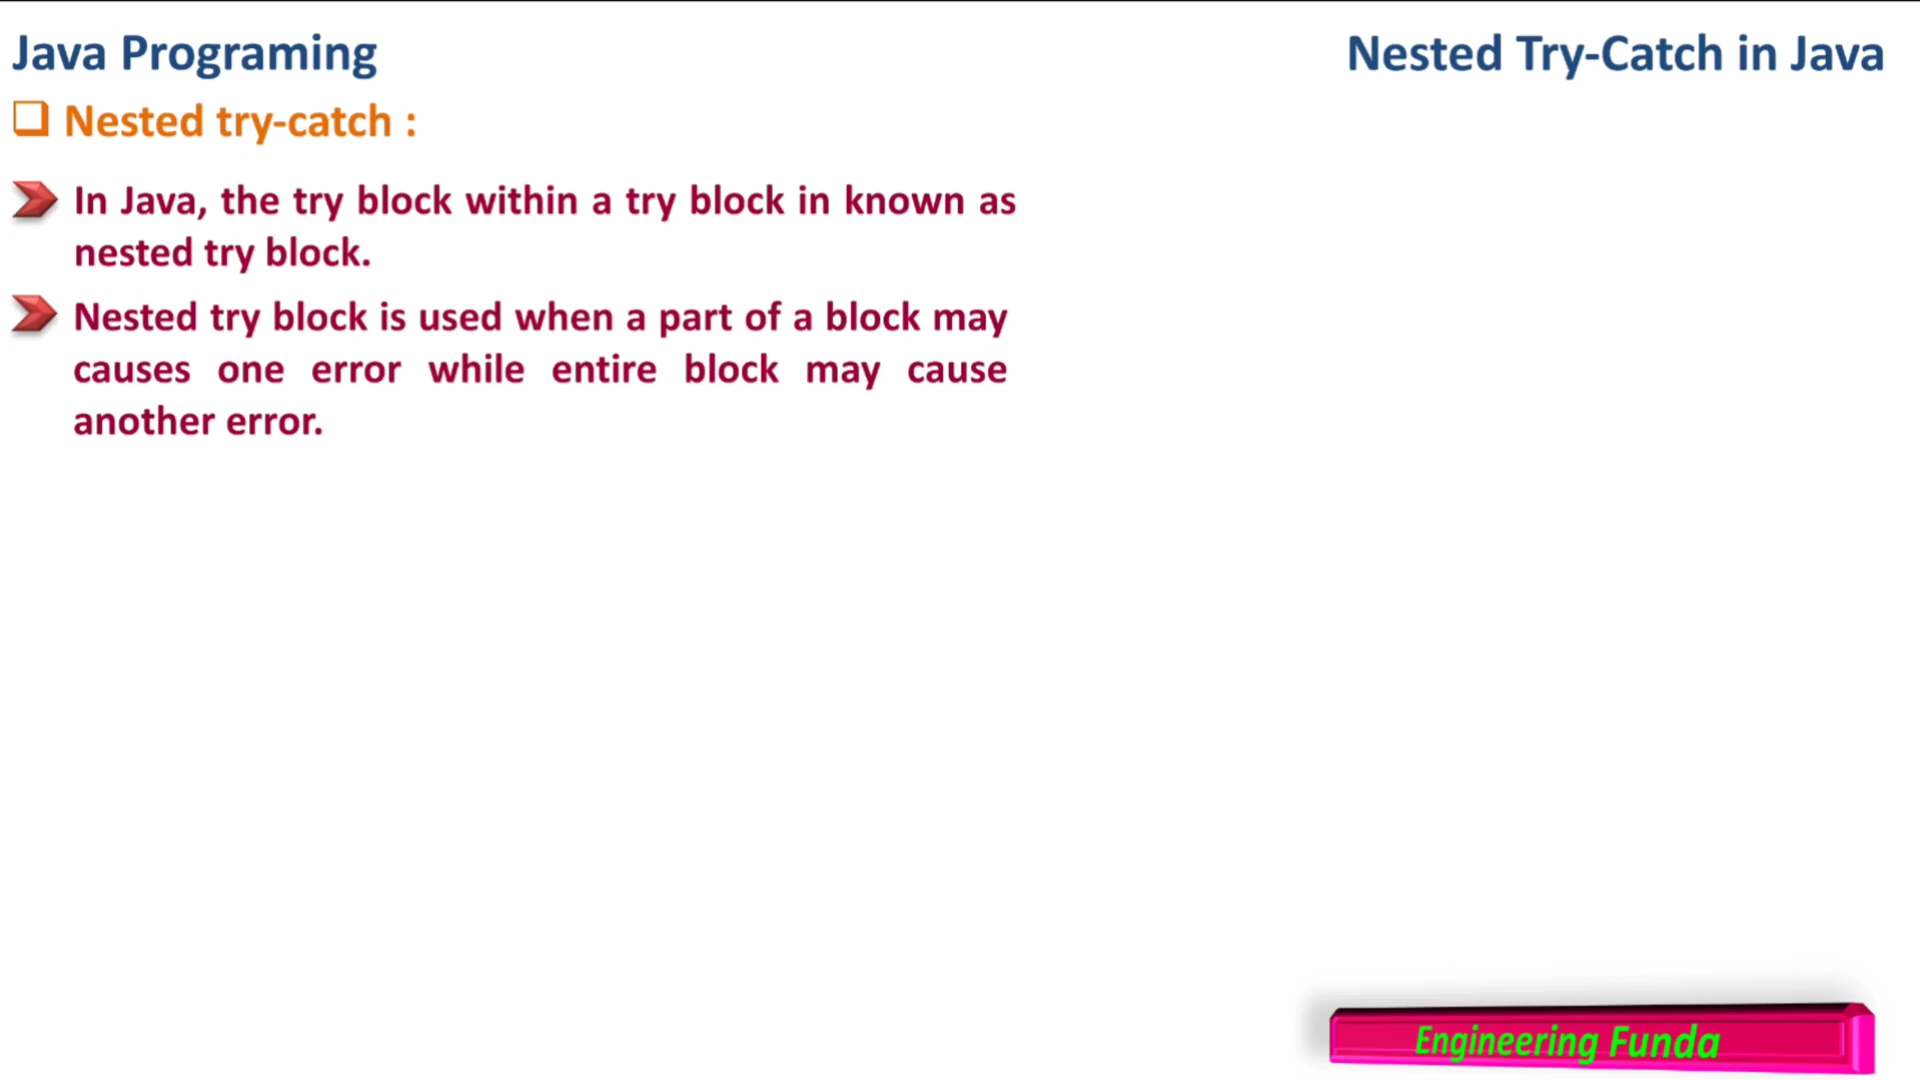 Java Programing
Nested Try-Catch in Java
Nested try-catch :
In Java, the try block within a try block in known as
nested try block.
Nested try block is used when a part of a block may
causes one error while entire block may cause
another error.
Engineering Funda